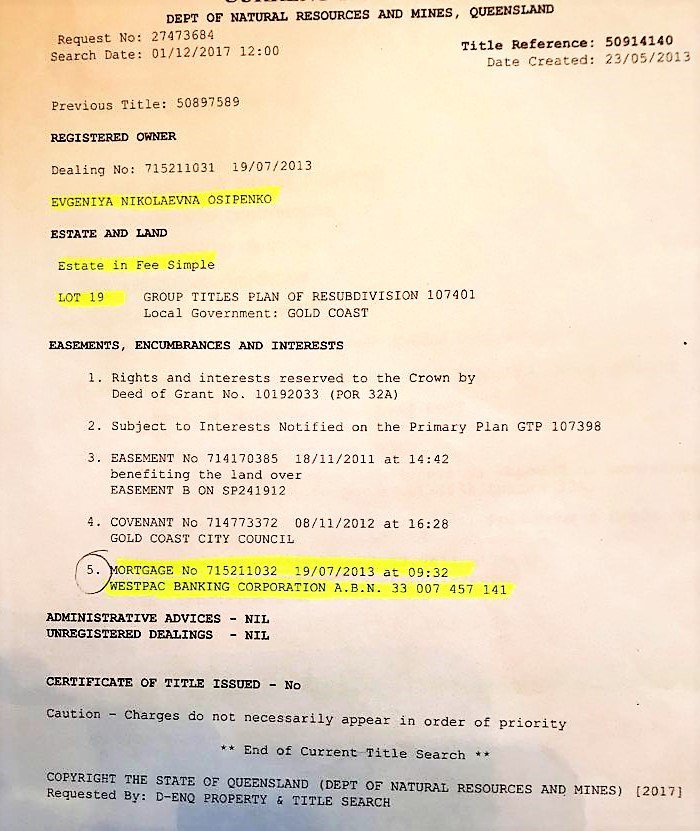 DEPT OF NATURAL RESOURCES AND MINES, QUEENSLAND
Request No: 27473684
Search Date: 01/12/2017 12:00
Title Reference: 50914140
Date Created: 23/05/2013
Previous Title: 50897589
REGISTERED OWNER
Dealing No: 715211031 19/07/2013
EVGENIYA NIKOLAEVNA OSIPENKO
ESTATE AND LAND
Estate in Fee Simple
LOT 19 GROUP TITLES PLAN OF RESUBDIVISION 107401
Local Government: GOLD COAST
EASEMENTS, ENCUMBRANCES AND INTERESTS
1. Rights and interests reserved to the Crown by
Deed of Grant No. 10192033 (POR 32A)
2. Subject to Interests Notified on the Primary Plan GTP 107398
3. EASEMENT No 714170385 18/11/2011 at 14:42
benefiting the land over
EASEMENT B ON SP241912
4. COVENANT No 714773372 08/11/2012 at 16:28
GOLD COAST CITY COUNCIL
5. MORTGAGE No 715211032 19/07/2013 at 09:32
WESTPAC BANKING CORPORATION A.B.N. 33 007 457 141
ADMINISTRATIVE ADVICES - NIL
UNREGISTERED DEALINGS - NIL
CERTIFICATE OF TITLE ISSUED - No
Caution - Charges do not necessarily appear in order of priority
** End of Current Title Search **
COPYRIGHT THE STATE OF QUEENSLAND (DEPT OF NATURAL RESOURCES AND MINES) [2017]
Requested By: D-ENQ PROPERTY & TITLE SEARCH